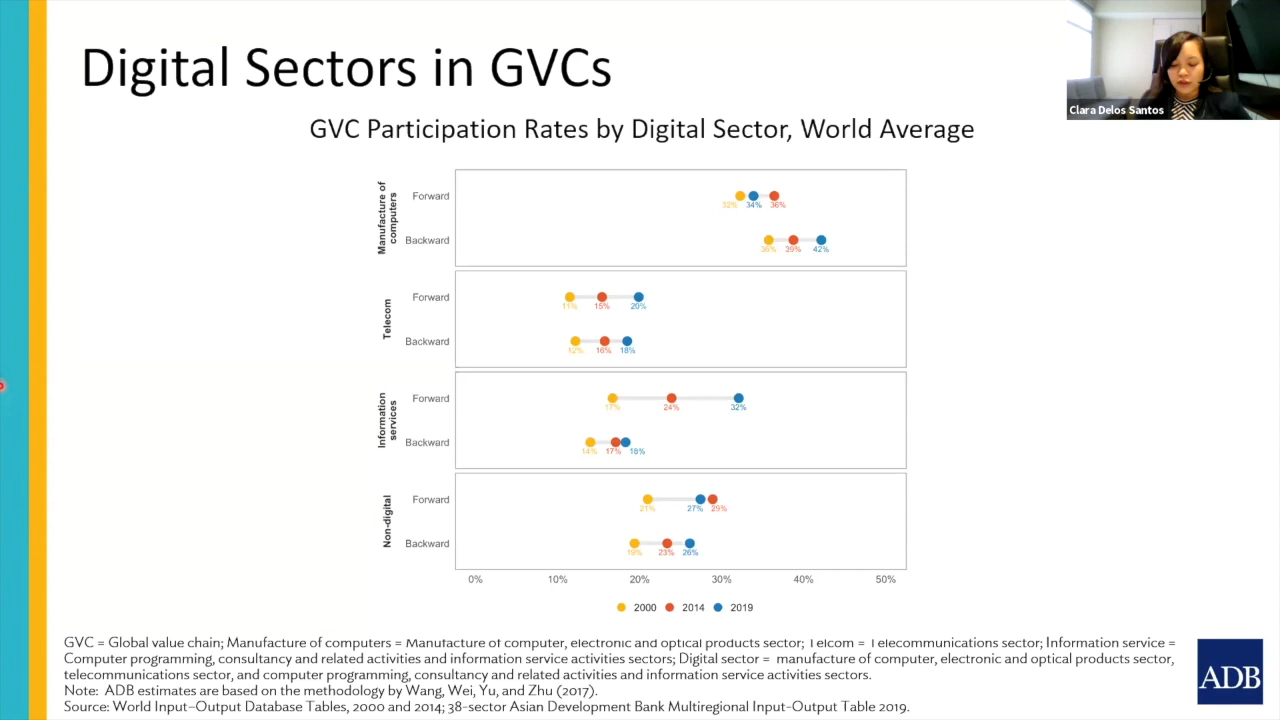 Digital Sectors in GVCs
Clara Delos Santos
GVC Participation Rates by Digital Sector, World Average
Manufacture of
computers
Forward
32% 34% 36%
Backward
36% 39% 42%
Telecom
Forward
11% 15% 20%
Backward
12% 16% 18%
Information
services
Forward
17% 24% 32%
Backward
14% 17% 18%
Non-digital
Forward
21% 27% 29%
Backward
19% 23% 26%
0% 10% 20% 30% 40% 50%
2000 2014 2019
GVC = Global value chain; Manufacture of computers = Manufacture of computer, electronic and optical products sector; Telcom = Telecommunications sector; Information service =
Computer programming, consultancy and related activities and information service activities sectors; Digital sector = manufacture of computer, electronic and optical products sector,
telecommunications sector, and computer programming, consultancy and related activities and information service activities sectors.
Note: ADB estimates are based on the methodology by Wang, Wei, Yu, and Zhu (2017).
Source: World Input–Output Database Tables, 2000 and 2014; 38-sector Asian Development Bank Multiregional Input-Output Table 2019.
ADB